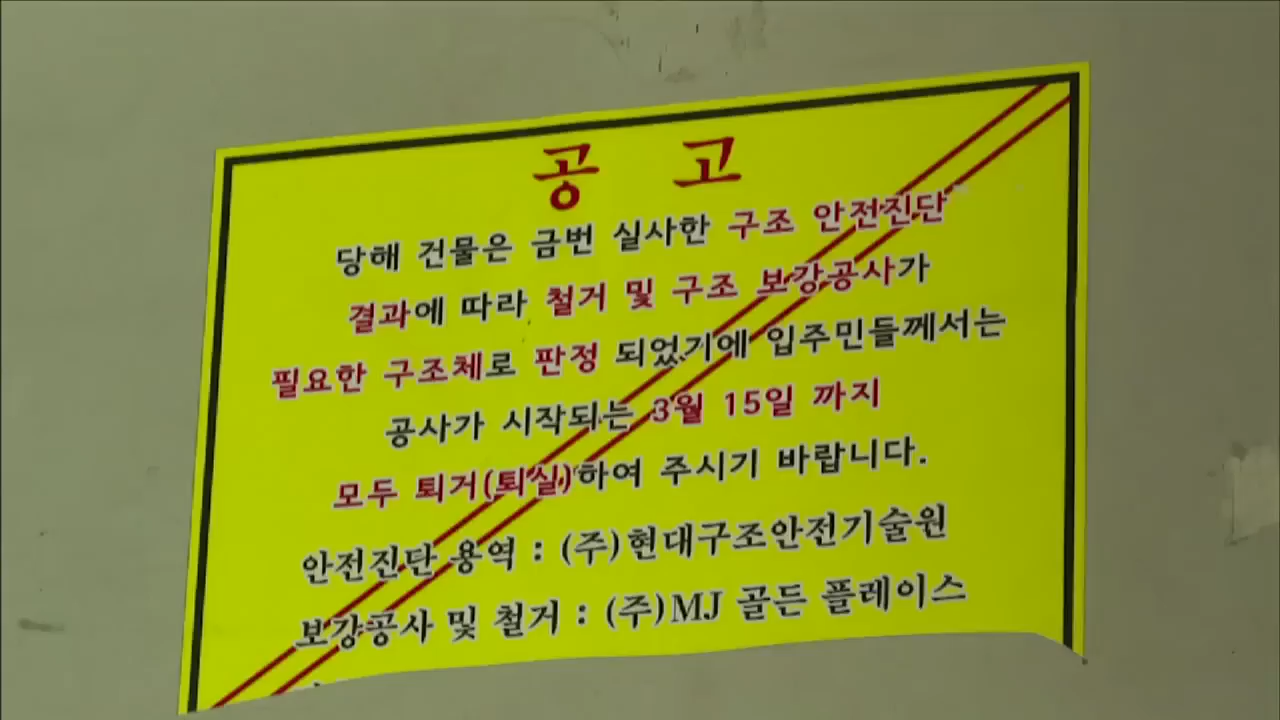 공 고
당해 건물은 금번 실사한 구조 안전진단
결과에 따라 철거 및 구조 보강공사가
필요한 구조체로 판정 되었기에 입주민들께서는
공사가 시작되는 3월 15일 까지
모두 퇴거(퇴실)하여 주시기 바랍니다.
안전진단 용역 : (주)현대구조안전기술원
보강공사 및 철거 : (주)MJ 골든 플레이스